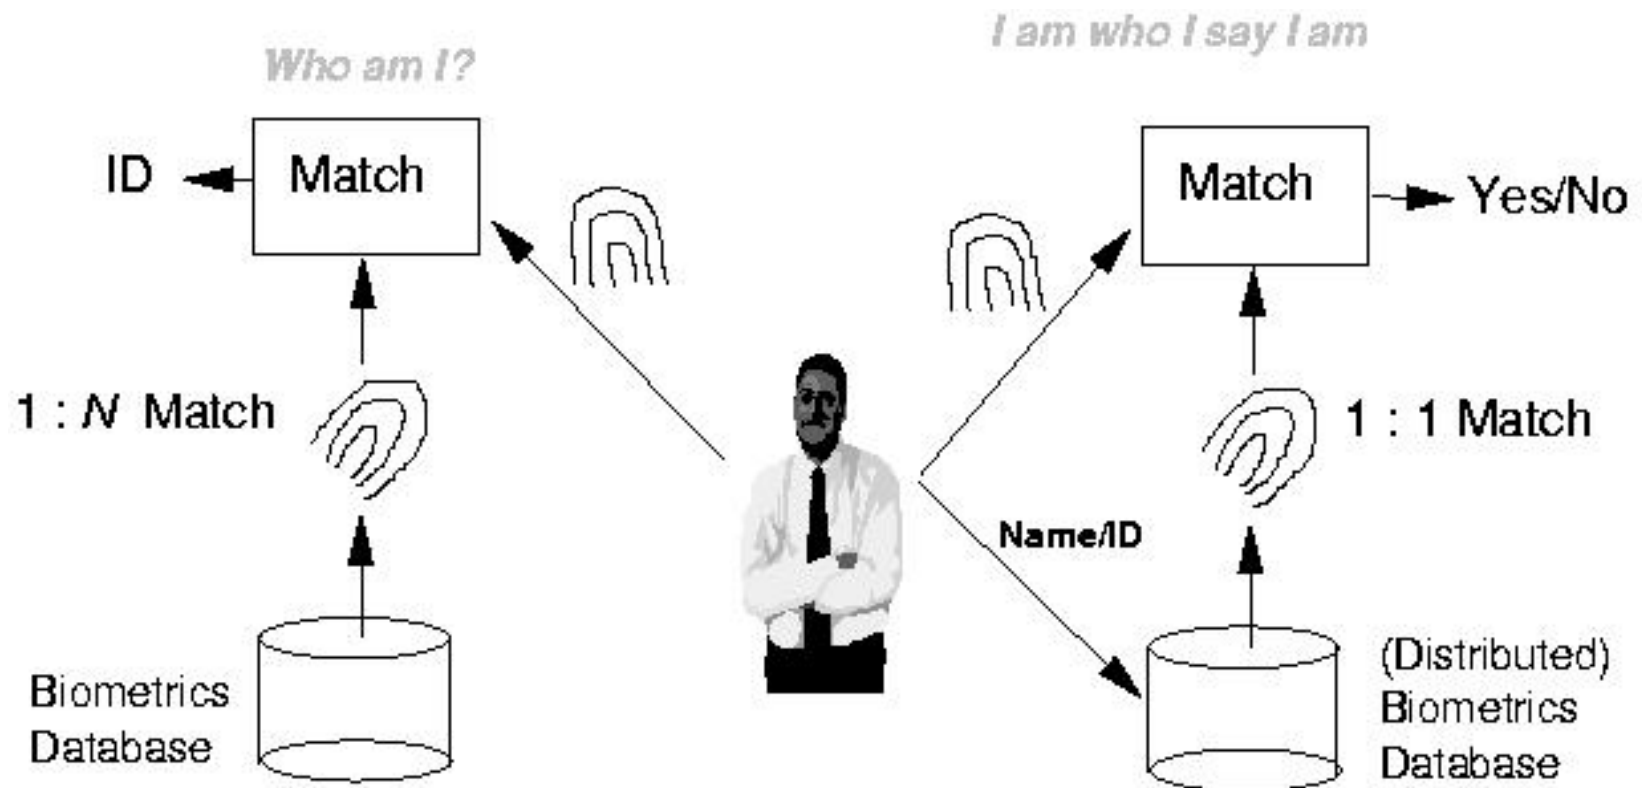 Who am I?
I am who I say I am
ID
Match
Match
Yes/No
1 : N Match
1 : 1 Match
Name/ID
Biometrics
Database
(Distributed)
Biometrics
Database